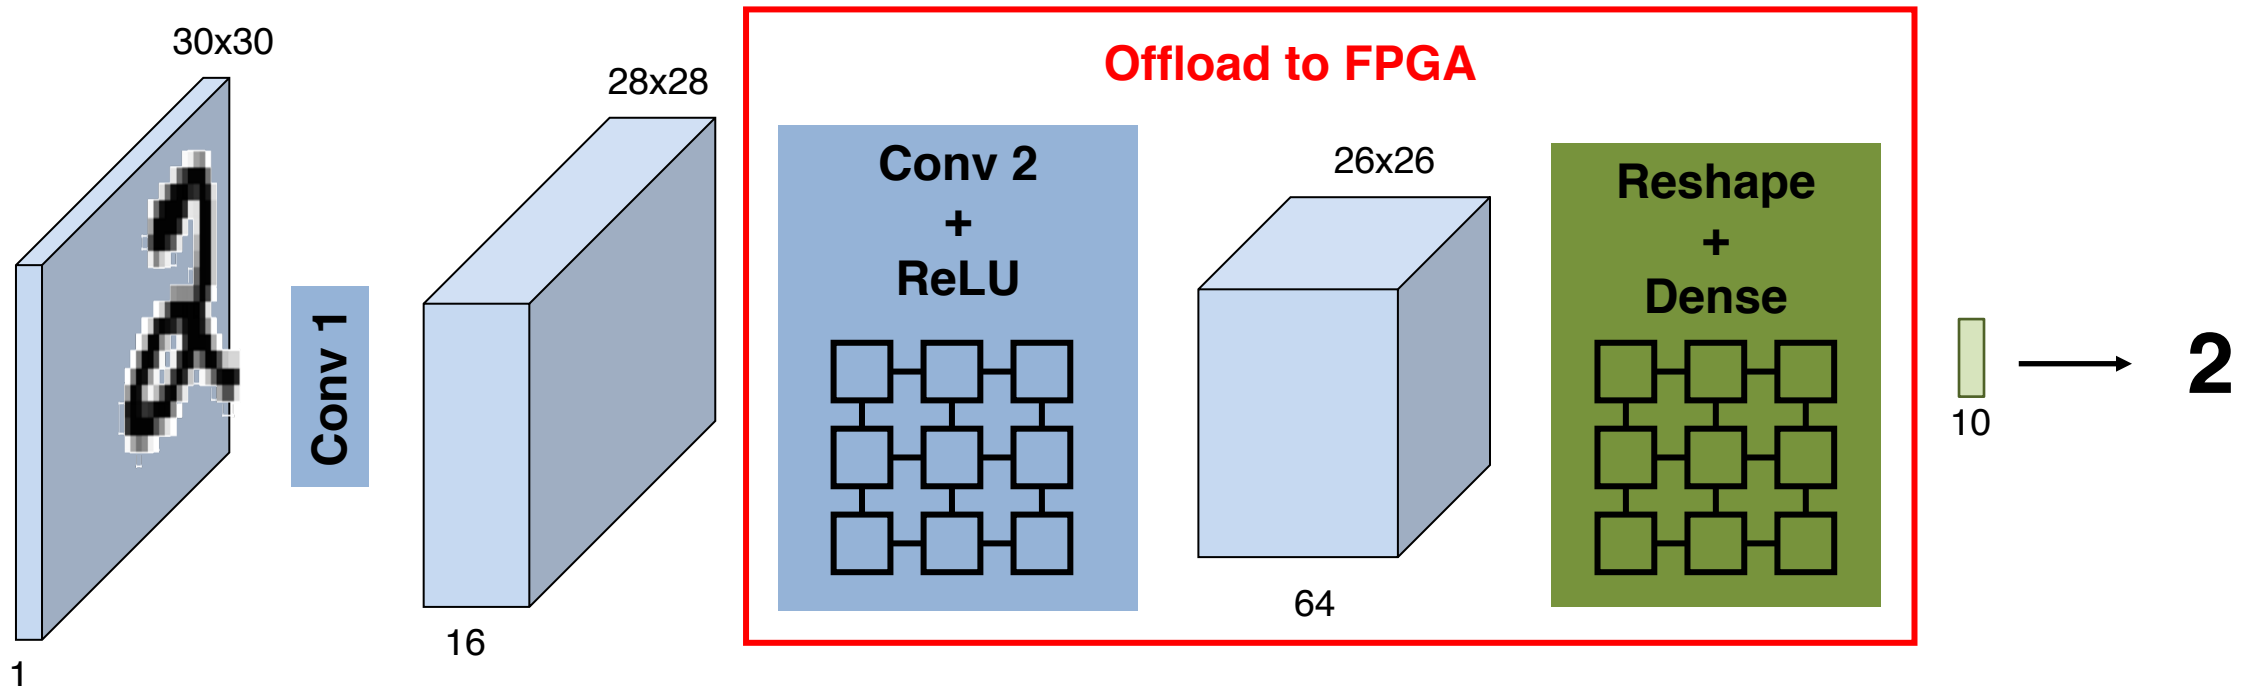 30x30
1
Conv 1
28x28
16
Offload to FPGA
Conv 2
+
ReLU
26x26
64
Reshape
+
Dense
10
2